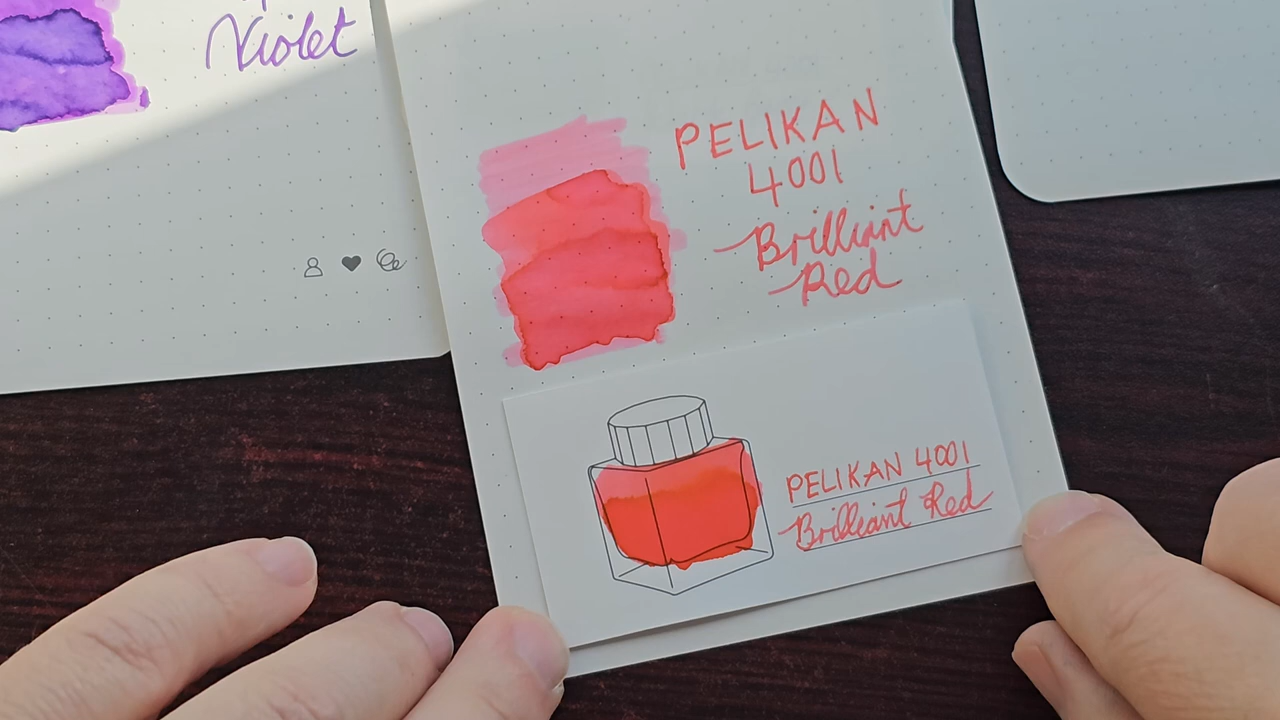 Violet
PELIKAN
4001
Brilliant
Red
PELIKAN 4001
Brilliant Red